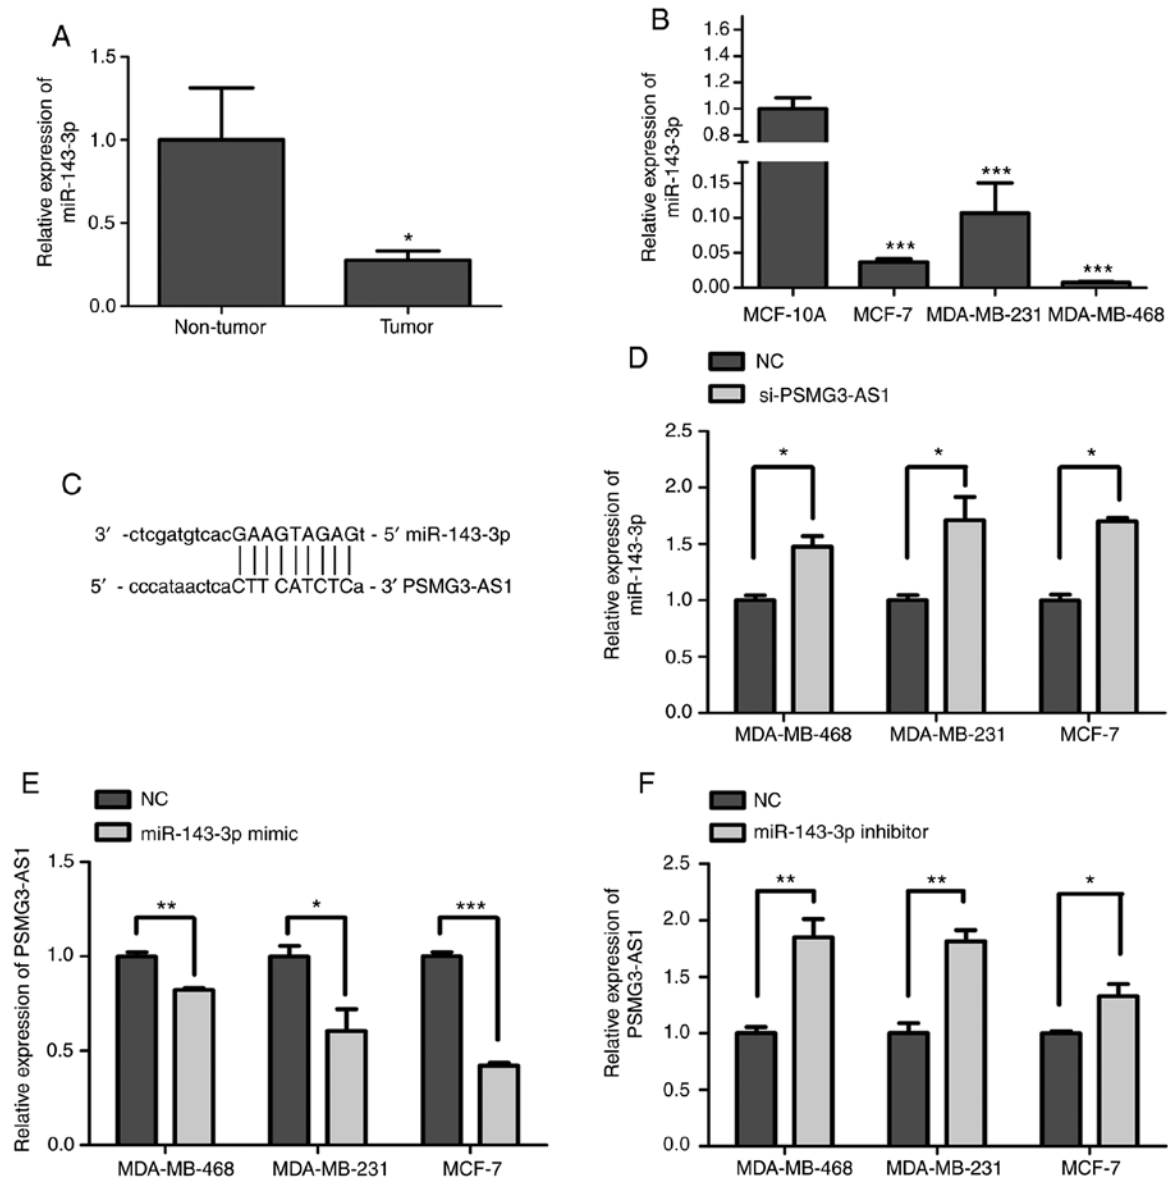 A
Relative expression of
miR-143-3p
1.5
1.0
0.5
0.0
*
Non-tumor
Tumor
B
Relative expression of
miR-143-3p
1.6
1.4
1.2
1.0
0.8
0.15
0.10
0.05
0.00
***
***
***
MCF-10A
MCF-7
MDA-MB-231
MDA-MB-468
C
3′ -ctcgatgtcacGAAGTAGAGt - 5′ miR-143-3p
5′ - cccataactcaCTT CATCTCa - 3′ PSMG3-AS1
D
NC
si-PSMG3-AS1
Relative expression of
miR-143-3p
2.5
2.0
1.5
1.0
0.5
0.0
*
*
*
MDA-MB-468
MDA-MB-231
MCF-7
E
NC
miR-143-3p mimic
Relative expression of PSMG3-AS1
1.5
1.0
0.5
0.0
**
*
***
MDA-MB-468
MDA-MB-231
MCF-7
F
NC
miR-143-3p inhibitor
Relative expression of
PSMG3-AS1
2.5
2.0
1.5
1.0
0.5
0.0
**
**
*
MDA-MB-468
MDA-MB-231
MCF-7